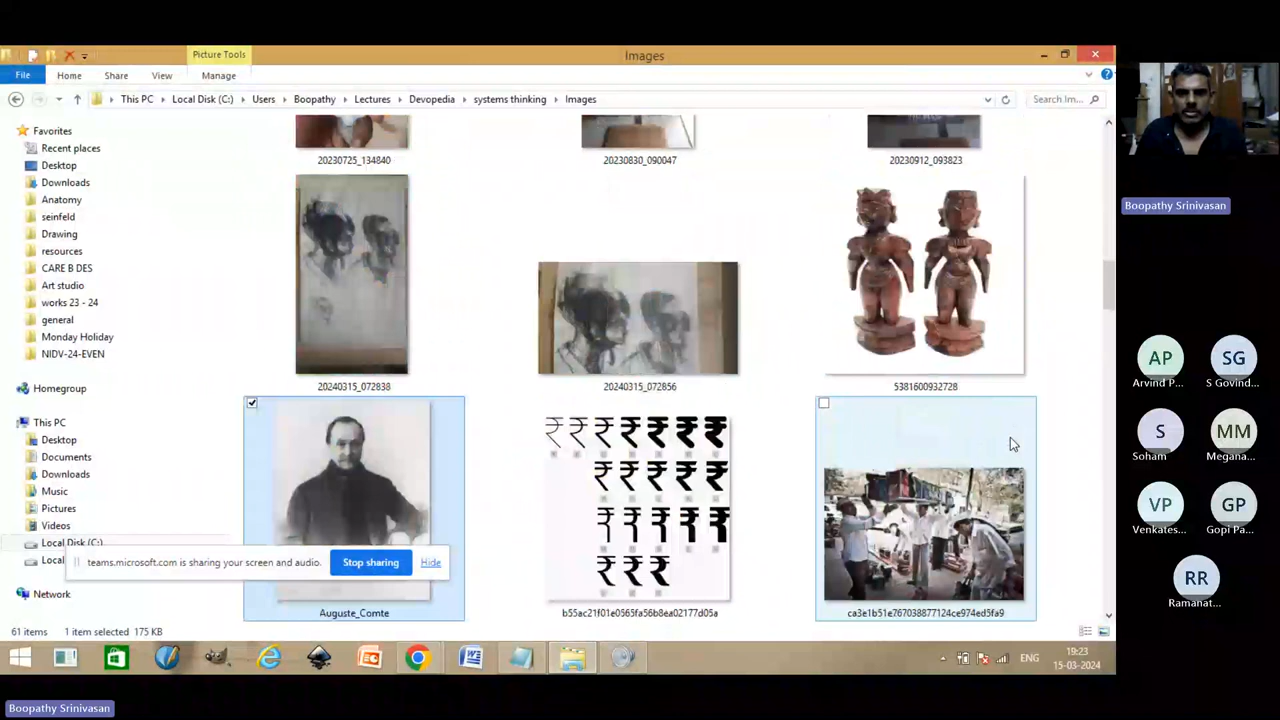 Picture Tools
Images
File
Home
Share
View
Manage
This PC
Local Disk (C:)
Users
Boopathy
Lectures
Devopedia
systems thinking
Images
Search Im...
Favorites
Recent places
Desktop
Downloads
Anatomy
seinfeld
Drawing
resources
CARE B DES
Art studio
works 23 - 24
general
Monday Holiday
NIDV-24-EVEN
Homegroup
This PC
Desktop
Documents
Downloads
Music
Pictures
Videos
Local Disk (C:)
Local
Network
20230725_134840
20230830_090047
20230912_093823
20240315_072838
20240315_072856
5381600932728
Auguste_Comte
b55ac21f01e0565fa56b8ea02177d05a
ca3e1b51e767038877124ce974ed5fa9
teams.microsoft.com is sharing your screen and audio.
Stop sharing
Hide
61 items
1 item selected 175 KB
ENG
19:23
15-03-2024
Boopathy Srinivasan
AP
Arvind P...
SG
S Govind...
S
Soham
MM
Megana...
VP
Venkates...
GP
Gopi Pa...
RR
Ramanat...
Boopathy Srinivasan